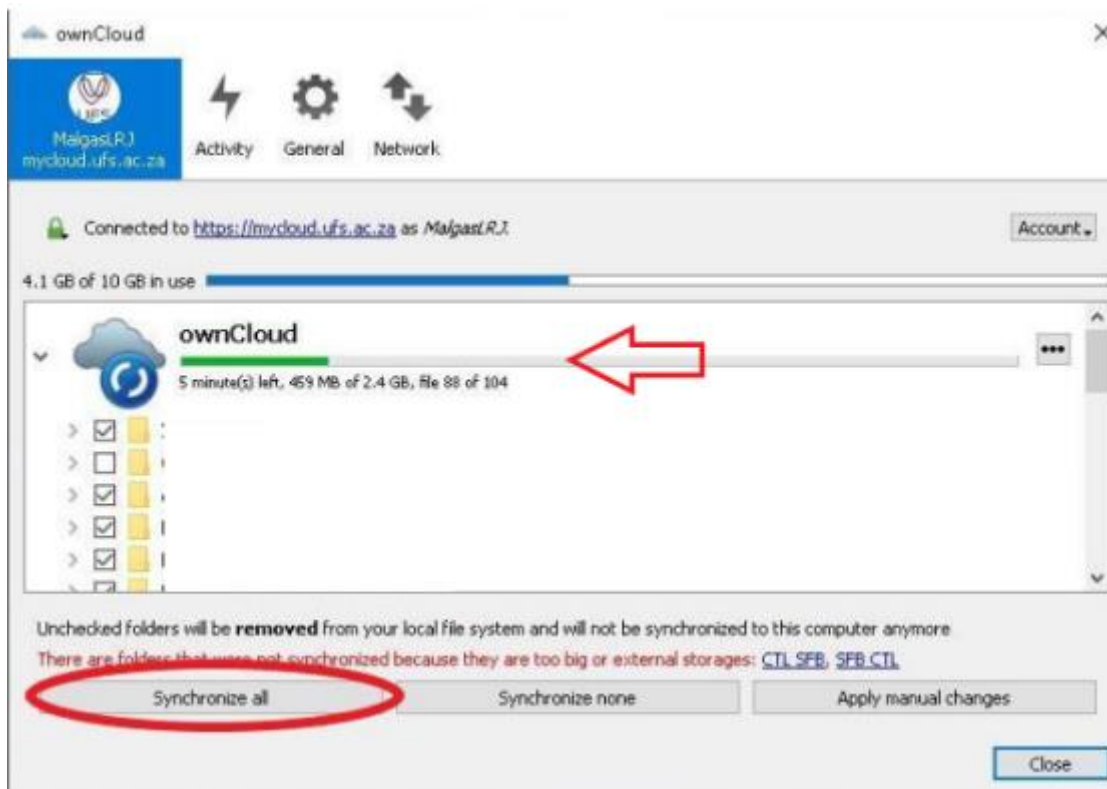 ownCloud
UFS
MalgasLRJ
mycloud.ufs.ac.za
Activity
General
Network
Connected to https://mycloud.ufs.ac.za as MalgasLRJ.
Account
4.1 GB of 10 GB in use
ownCloud
5 minute(s) left, 459 MB of 2.4 GB, file 88 of 104
Unchecked folders will be removed from your local file system and will not be synchronized to this computer anymore
There are folders that were not synchronized because they are too big or external storages: CTL SFB, SFB CTL
Synchronize all
Synchronize none
Apply manual changes
Close